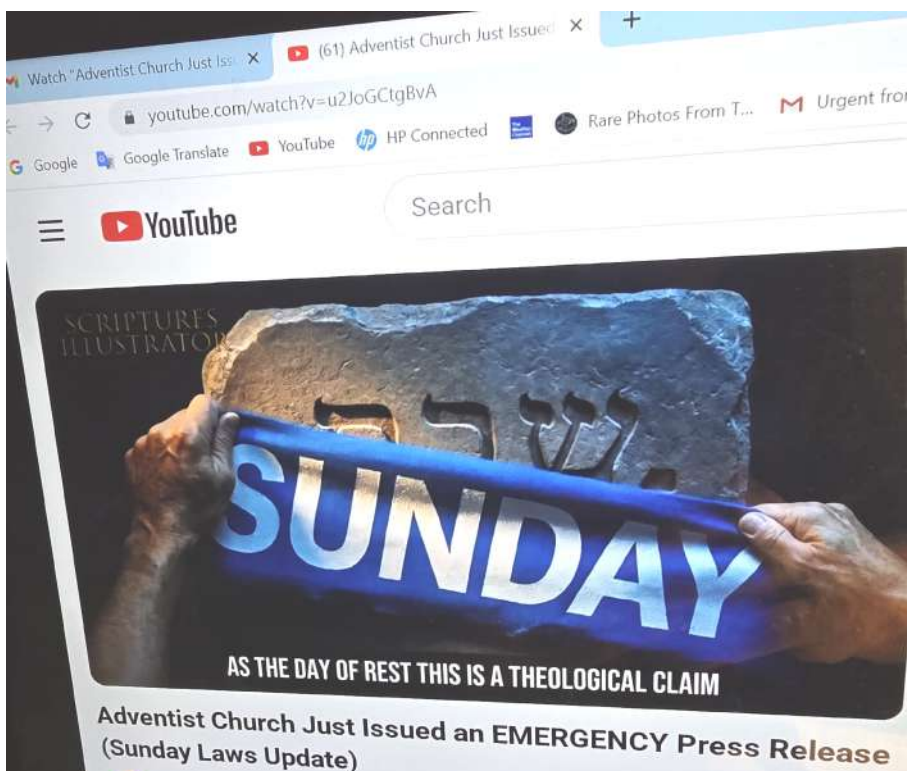 Watch "Adventist Church Just Iss
(61) Adventist Church Just Issued
youtube.com/watch?v=u2JoGCtgBvA
Google Google Translate YouTube HP Connected Rare Photos From T... Urgent fro
YouTube Search
SCRIPTURES
ILLUSTRATOR
SUNDAY
AS THE DAY OF REST THIS IS A THEOLOGICAL CLAIM
Adventist Church Just Issued an EMERGENCY Press Release
(Sunday Laws Update)